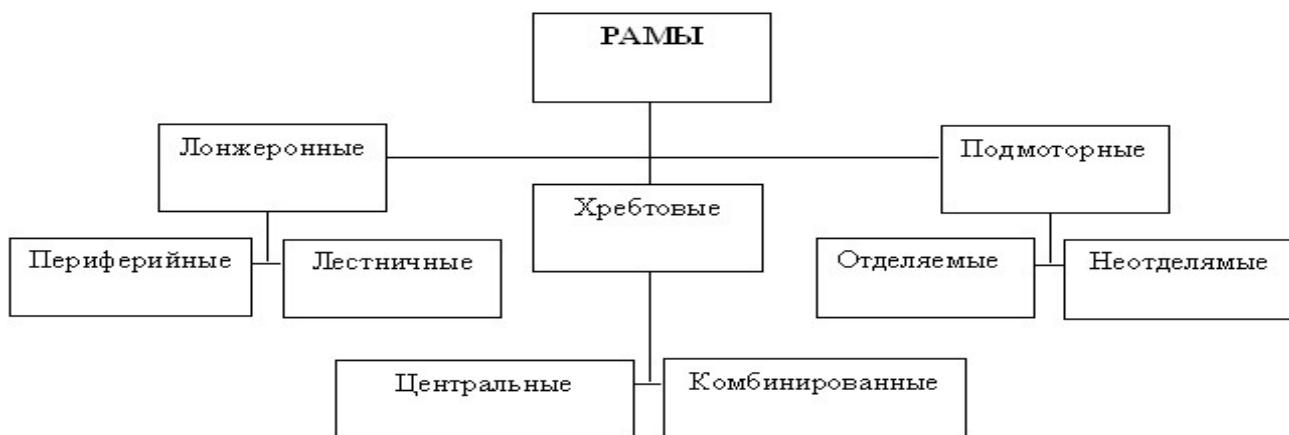 РАМЫ
Лонжеронные
Подмоторные
Хребтовые
Периферийные
Лестничные
Отделяемые
Неотделямые
Центральные
Комбинированные